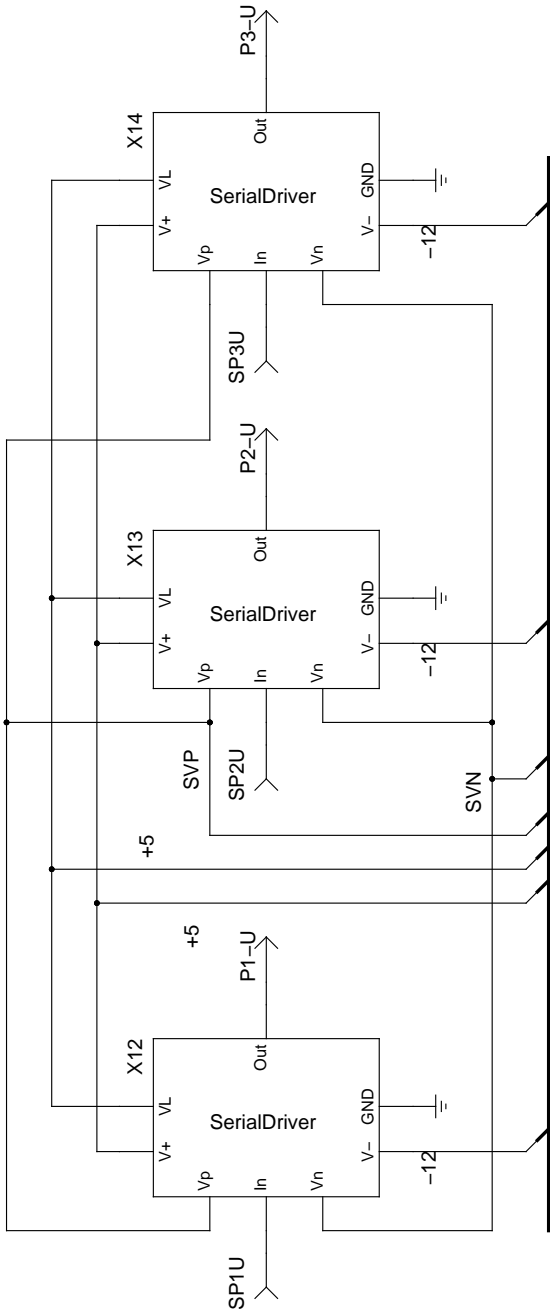 X12
V+
VL
Vp
SP1U
In
SerialDriver
Out
P1−U
Vn
V−
GND
−12
+5
+5
X13
V+
VL
SVP
Vp
SP2U
In
SerialDriver
Out
P2−U
Vn
V−
GND
−12
SVN
X14
V+
VL
Vp
SP3U
In
SerialDriver
Out
P3−U
Vn
V−
GND
−12